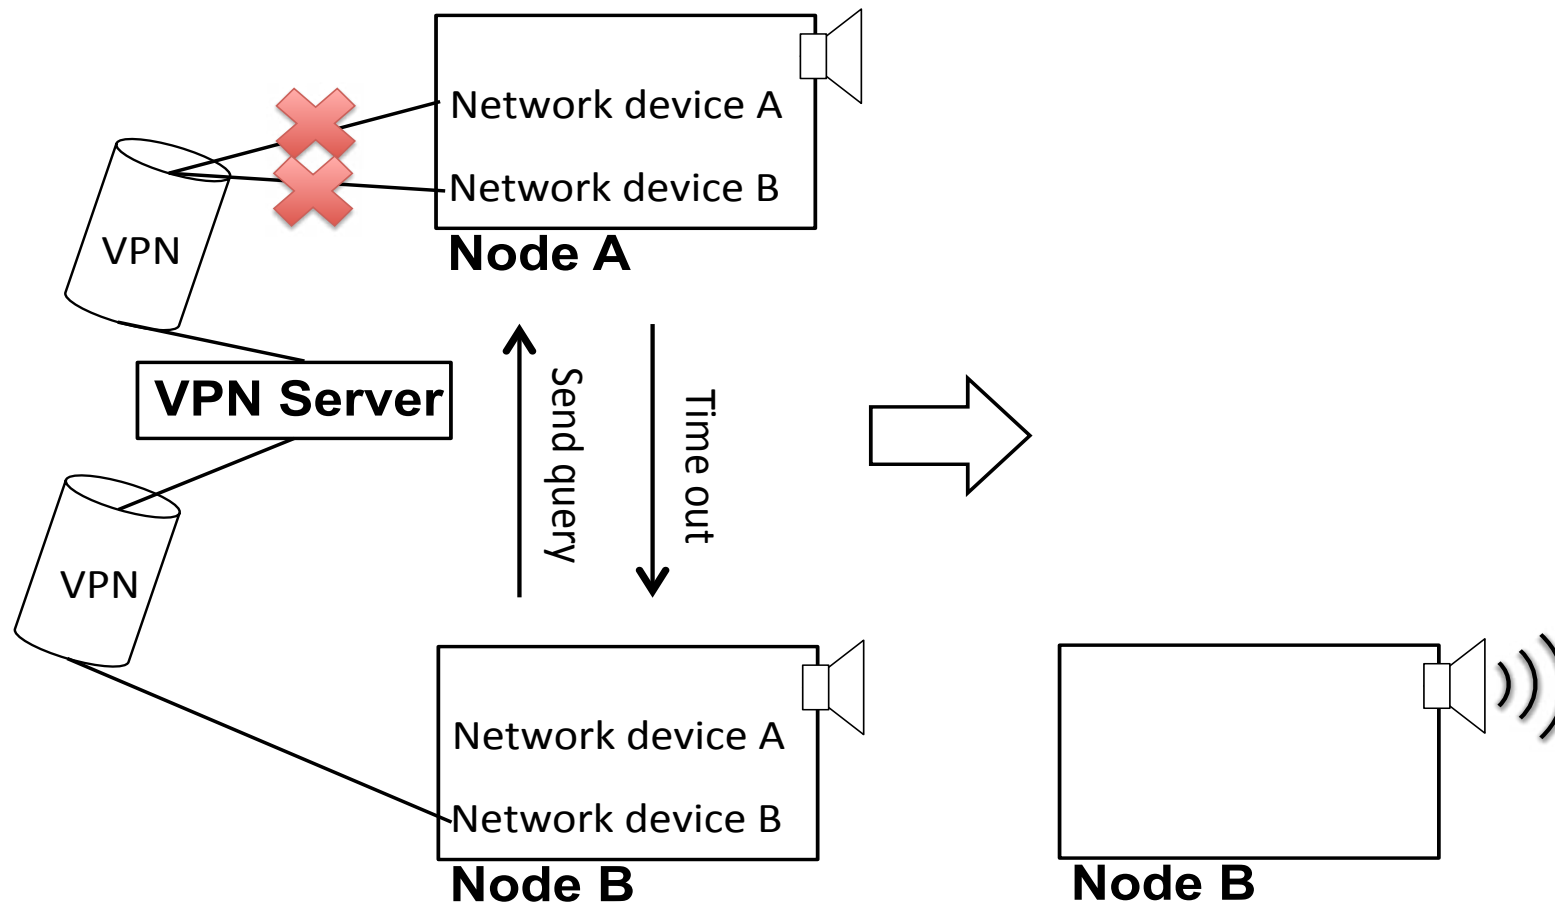 Network device A
Network device B
Node A
VPN
VPN Server
Send query
Time out
VPN
Network device A
Network device B
Node B
Node B